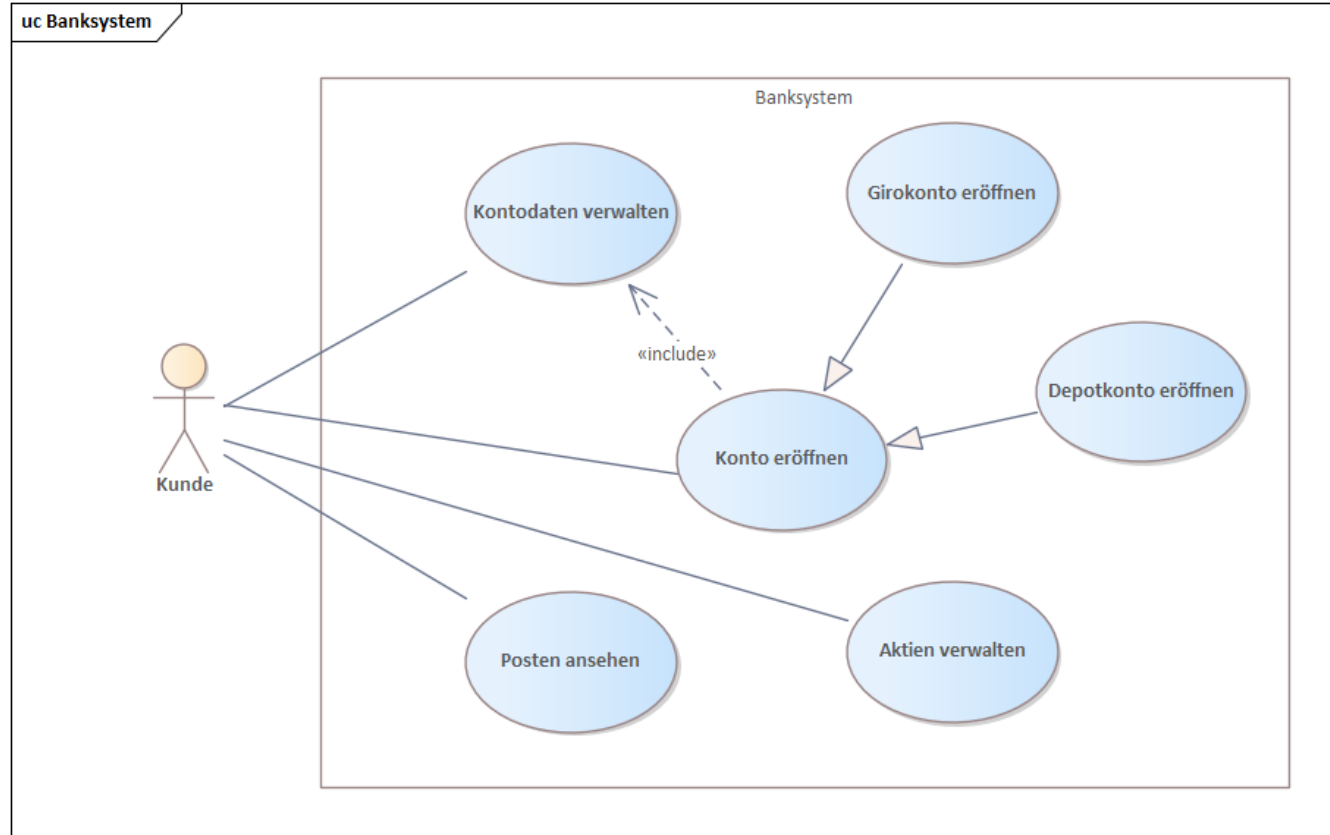 uc Banksystem
Banksystem
Girokonto eröffnen
Kontodaten verwalten
«include»
Depotkonto eröffnen
Konto eröffnen
Kunde
Aktien verwalten
Posten ansehen